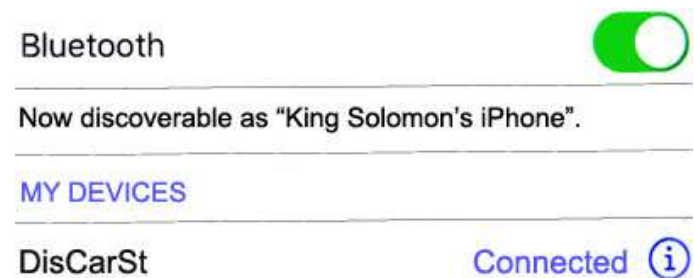 Bluetooth
Now discoverable as “King Solomon’s iPhone”.
MY DEVICES
DisCarSt
Connected i